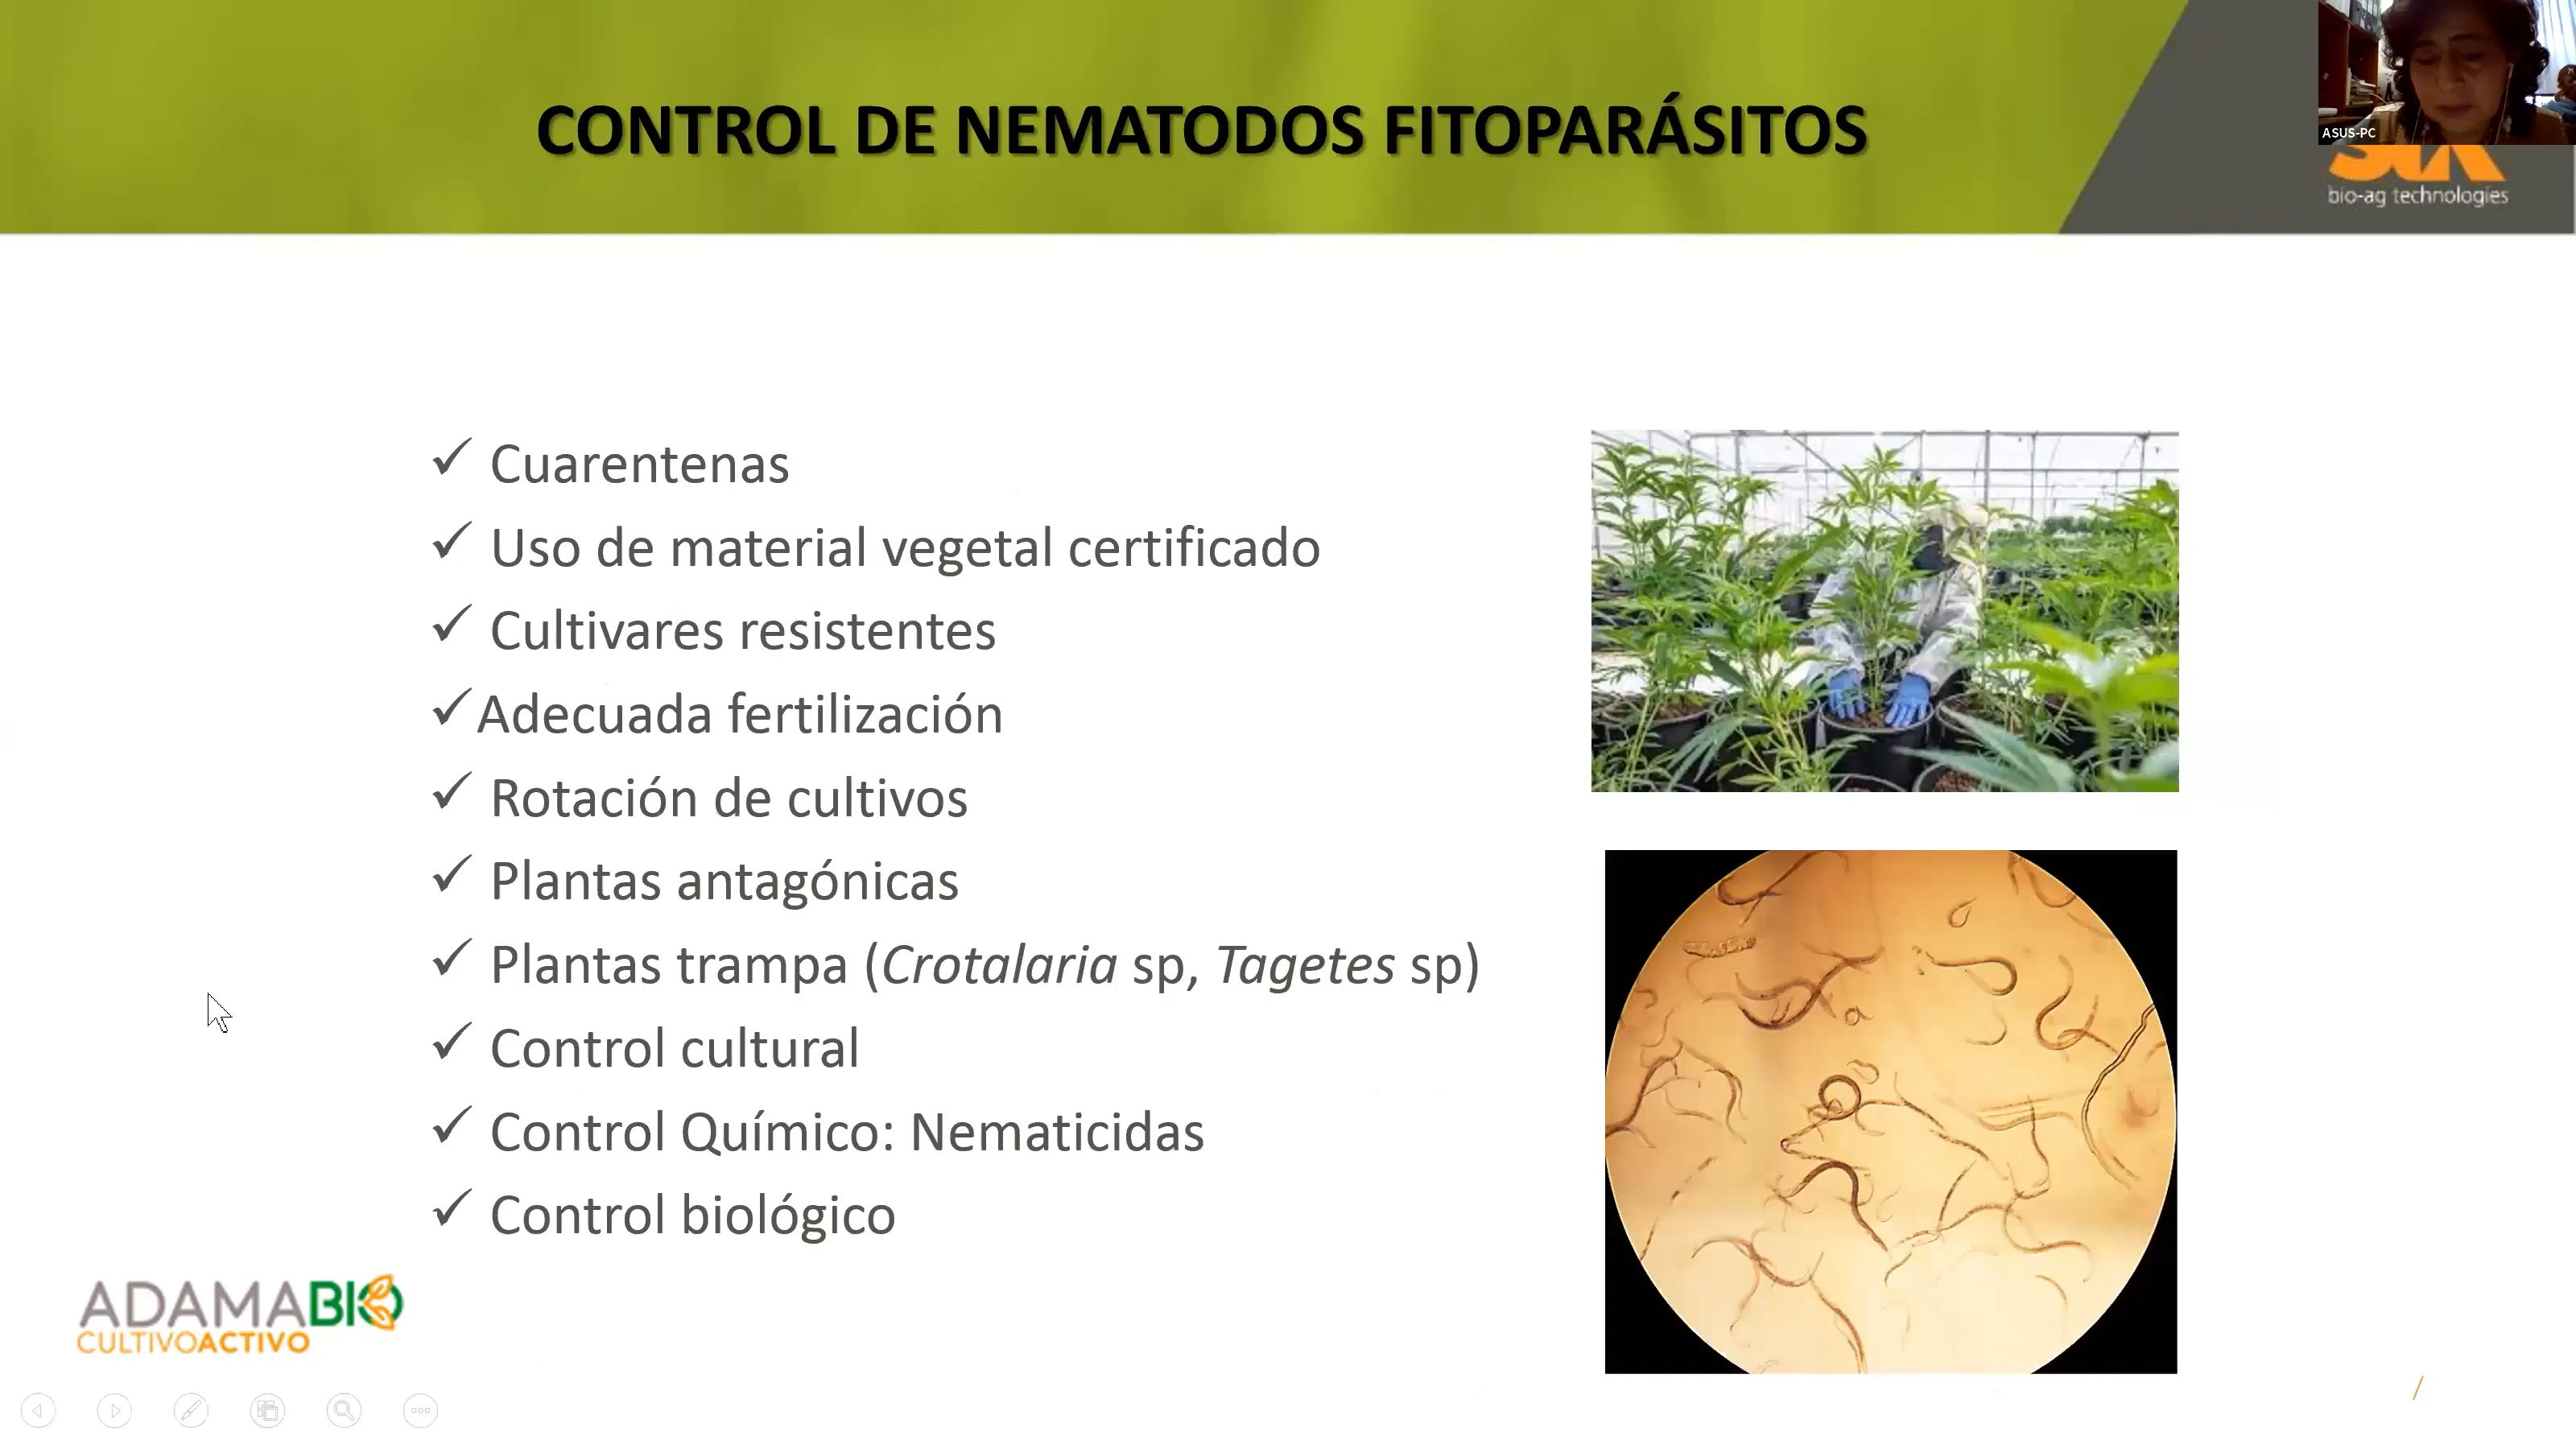 CONTROL DE NEMATODOS FITOPARÁSITOS
ASUS-PC
bio-ag technologies
✓ Cuarentenas
✓ Uso de material vegetal certificado
✓ Cultivares resistentes
✓ Adecuada fertilización
✓ Rotación de cultivos
✓ Plantas antagónicas
✓ Plantas trampa (Crotalaria sp, Tagetes sp)
✓ Control cultural
✓ Control Químico: Nematicidas
✓ Control biológico
ADAMABIO
CULTIVOACTIVO
/